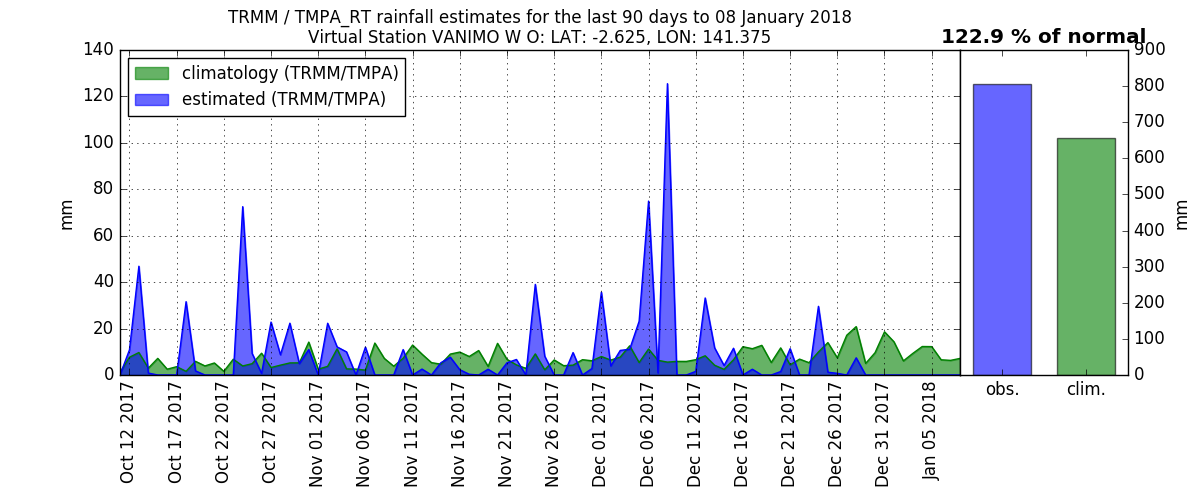 TRMM / TMPA_RT rainfall estimates for the last 90 days to 08 January 2018
Virtual Station VANIMO W O: LAT: -2.625, LON: 141.375
122.9 % of normal
climatology (TRMM/TMPA)
estimated (TRMM/TMPA)
mm
140
120
100
80
60
40
20
0
Oct 12 2017
Oct 17 2017
Oct 22 2017
Oct 27 2017
Nov 01 2017
Nov 06 2017
Nov 11 2017
Nov 16 2017
Nov 21 2017
Nov 26 2017
Dec 01 2017
Dec 06 2017
Dec 11 2017
Dec 16 2017
Dec 21 2017
Dec 26 2017
Dec 31 2017
Jan 05 2018
900
800
700
600
500
400
300
200
100
0
mm
obs.
clim.